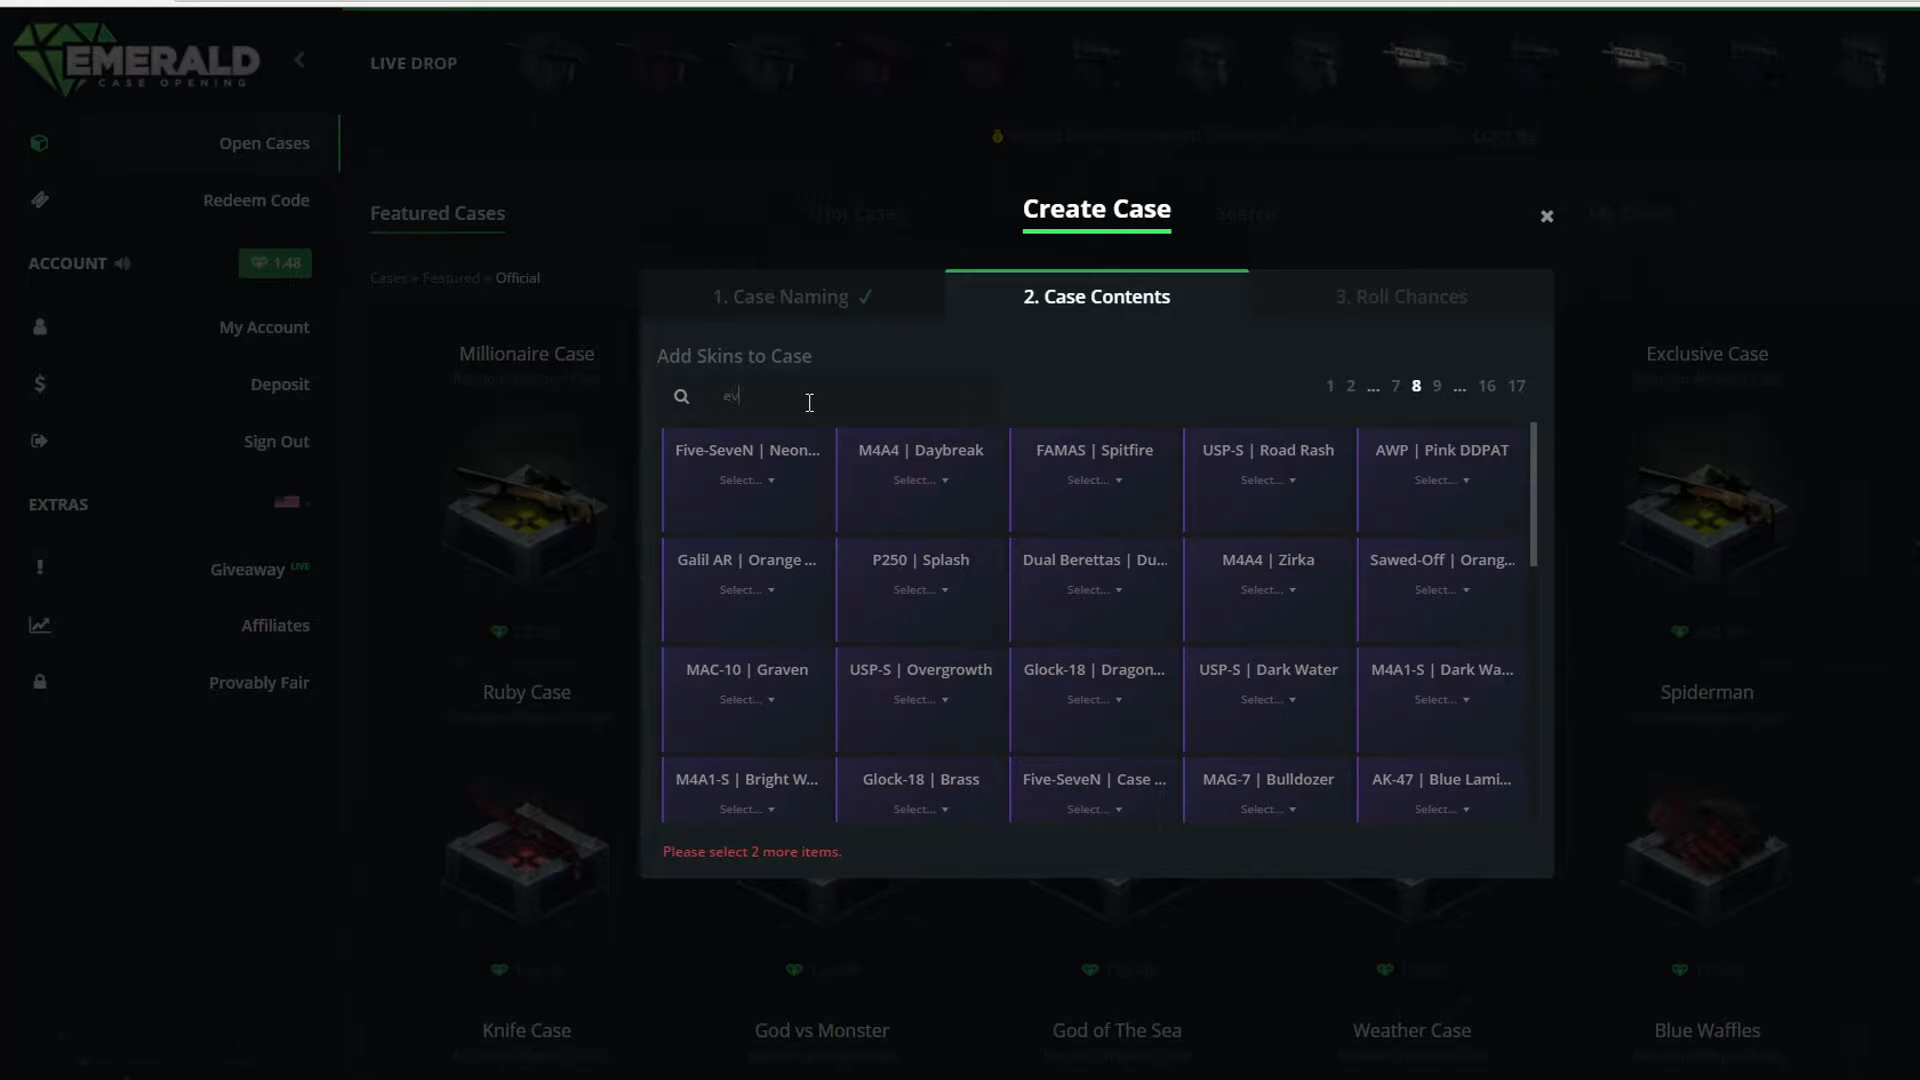 EMERALD
CASE OPENING
LIVE DROP
Open Cases
Redeem Code
ACCOUNT
1.48
My Account
Deposit
Sign Out
EXTRAS
Giveaway LIVE
Affiliates
Provably Fair
Featured Cases
Hot Case
Search
Cases » Featured » Official
Create Case
1. Case Naming ✓
2. Case Contents
3. Roll Chances
Add Skins to Case
ev
1 2 ... 7 8 9 ... 16 17
Five-SeveN | Neon... M4A4 | Daybreak FAMAS | Spitfire USP-S | Road Rash AWP | Pink DDPAT
Select... Select... Select... Select... Select...
Galil AR | Orange ... P250 | Splash Dual Berettas | Du... M4A4 | Zirka Sawed-Off | Orang...
Select... Select... Select... Select... Select...
MAC-10 | Graven USP-S | Overgrowth Glock-18 | Dragon... USP-S | Dark Water M4A1-S | Dark Wa...
Select... Select... Select... Select... Select...
M4A1-S | Bright W... Glock-18 | Brass Five-SeveN | Case ... MAG-7 | Bulldozer AK-47 | Blue Lami...
Select... Select... Select... Select... Select...
Please select 2 more items.
Millionaire Case
Exclusive Case
Ruby Case
Spiderman
Knife Case
God vs Monster
God of The Sea
Weather Case
Blue Waffles